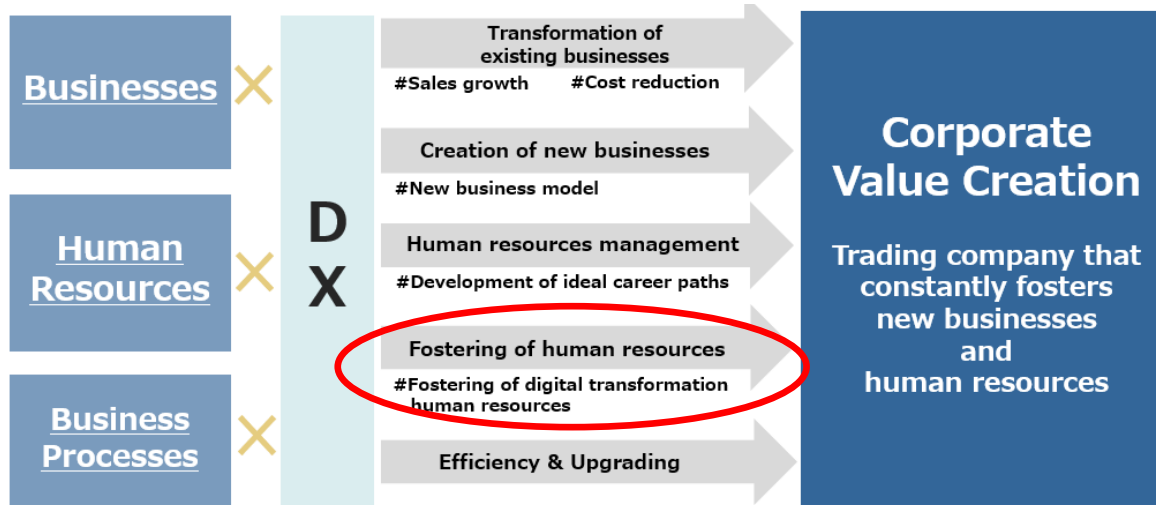 Businesses
×
Human
Resources
×
Business
Processes
×
D
X
Transformation of
existing businesses
#Sales growth #Cost reduction
Creation of new businesses
#New business model
Human resources management
#Development of ideal career paths
Fostering of human resources
#Fostering of digital transformation
human resources
Efficiency & Upgrading
Corporate
Value Creation
Trading company that
constantly fosters
new businesses
and
human resources